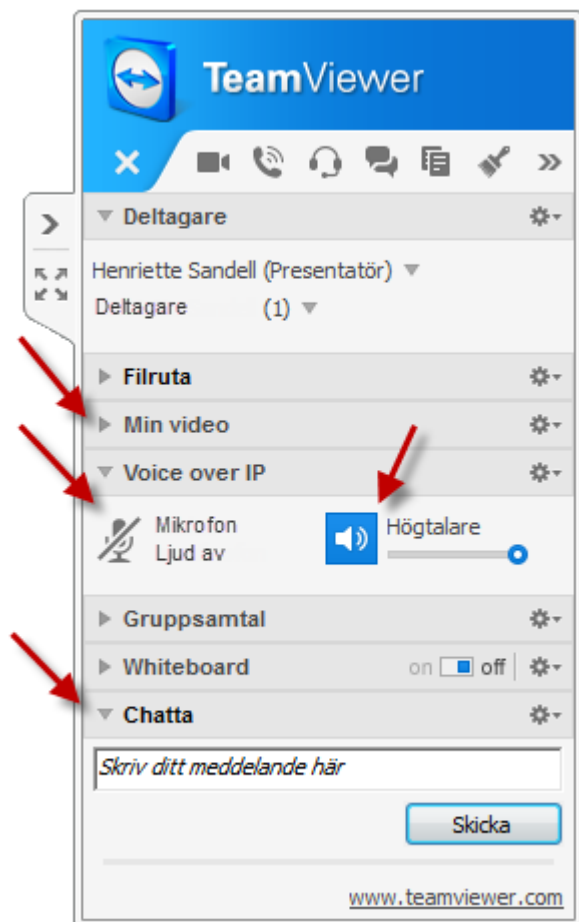 TeamViewer
Deltagare
Henriette Sandell (Presentatör)
Deltagare (1)
Filruta
Min video
Voice over IP
Mikrofon
Ljud av
Högtalare
Gruppsamtal
Whiteboard on off
Chatta
Skriv ditt meddelande här
Skicka
www.teamviewer.com